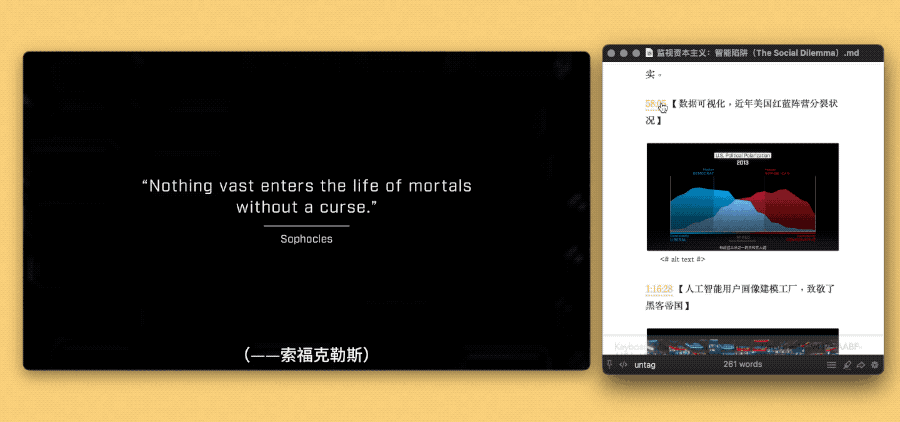 “Nothing vast enters the life of mortals
without a curse.”
Sophocles
（——索福克勒斯）
监视资本主义：智能陷阱（The Social Dilemma）.md
实。
【数据可视化，近年美国红蓝阵营分裂状
况】
U.S. Political Polarization
2013
<# alt text #>
1:16:28 【人工智能用户画像建模工厂，致敬了
黑客帝国】
untag
261 words